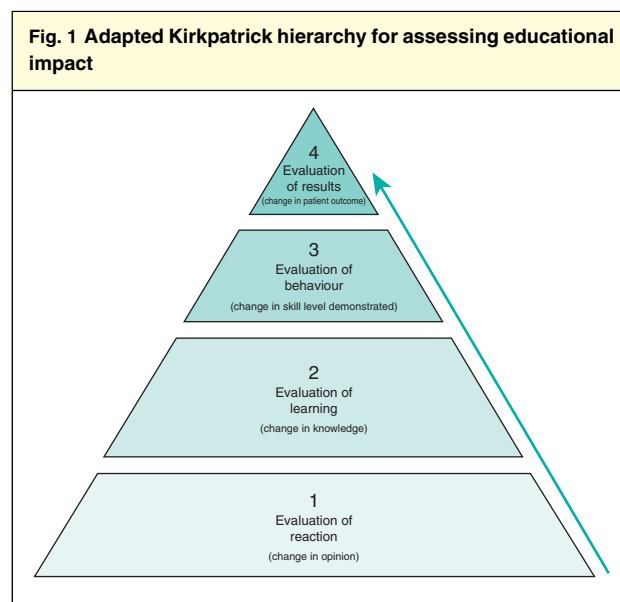 Fig. 1 Adapted Kirkpatrick hierarchy for assessing educational
impact
4
Evaluation
of results
(change in patient outcome)
3
Evaluation of
behaviour
(change in skill level demonstrated)
2
Evaluation of
learning
(change in knowledge)
1
Evaluation of
reaction
(change in opinion)